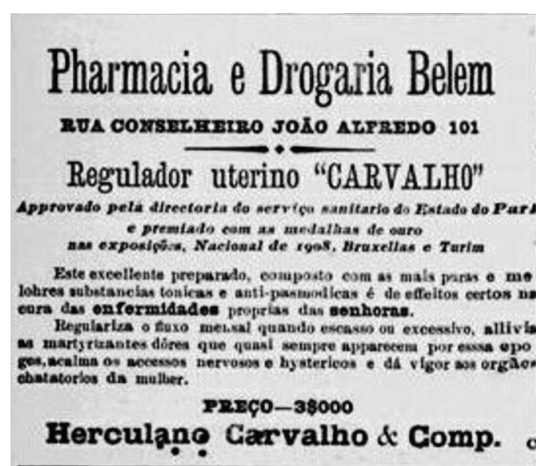 Pharmacia e Drogaria Belem
RUA CONSELHEIRO JOÃO ALFREDO 101
Regulador uterino "CARVALHO"
Approvado pela directoria do serviço sanitario do Estado do Pará
e premiado com as medalhas de ouro
nas exposições, Nacional de 1908, Bruxellas e Turim
Este excellente preparado, composto com as mais puras e me
lohres substancias tonicas e anti-pasmodicas é de effeitos certos na
cura das enfermidades proprias das senhoras.
Regulariza o fluxo mensal quando escasso ou excessivo, allivia
as martyrizantes dôres que quasi sempre apparecem por esssa epo
ges, acalma os accessos nervosos e hystericos e dá vigor aos orgãos
chatatorios da mulher.
PREÇO—3$000
Herculano Carvalho & Comp.